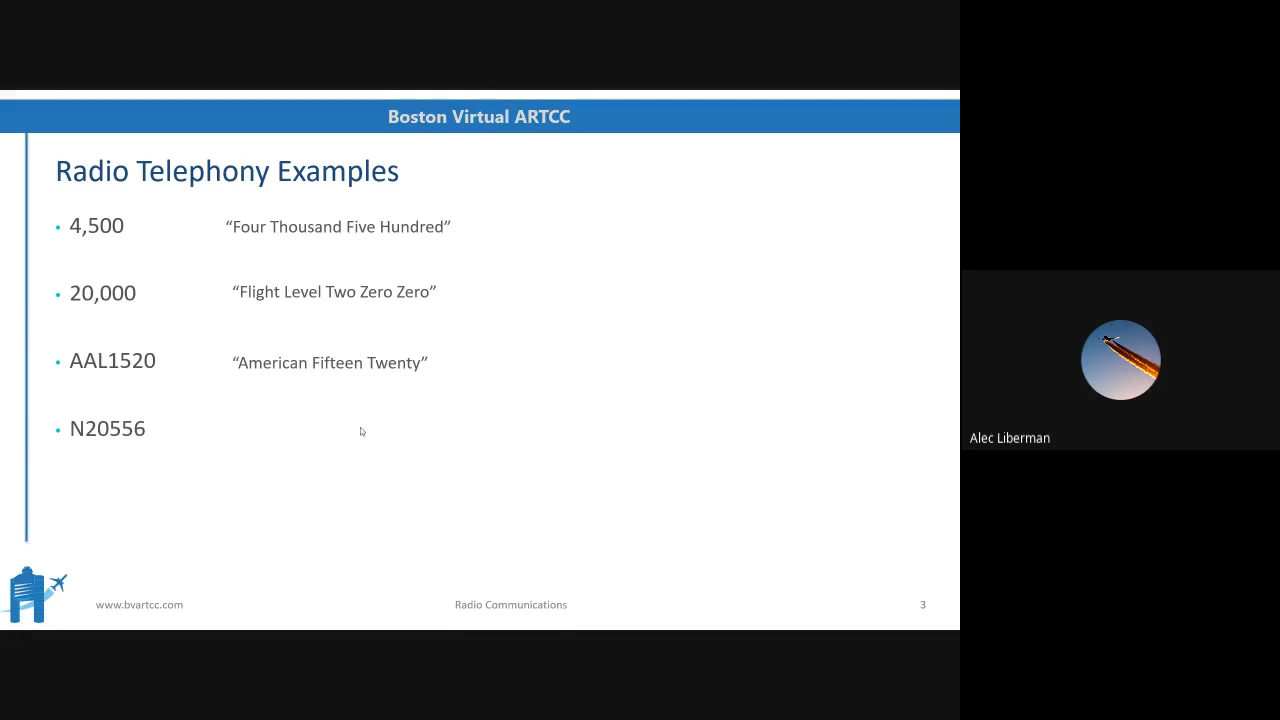 Boston Virtual ARTCC
Radio Telephony Examples
• 4,500 “Four Thousand Five Hundred”
• 20,000 “Flight Level Two Zero Zero”
• AAL1520 “American Fifteen Twenty”
• N20556
Alec Liberman
www.bvartcc.com Radio Communications 3